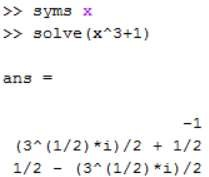 >> syms x
>> solve(x^3+1)
ans =
-1
(3^(1/2)*i)/2 + 1/2
1/2 - (3^(1/2)*i)/2